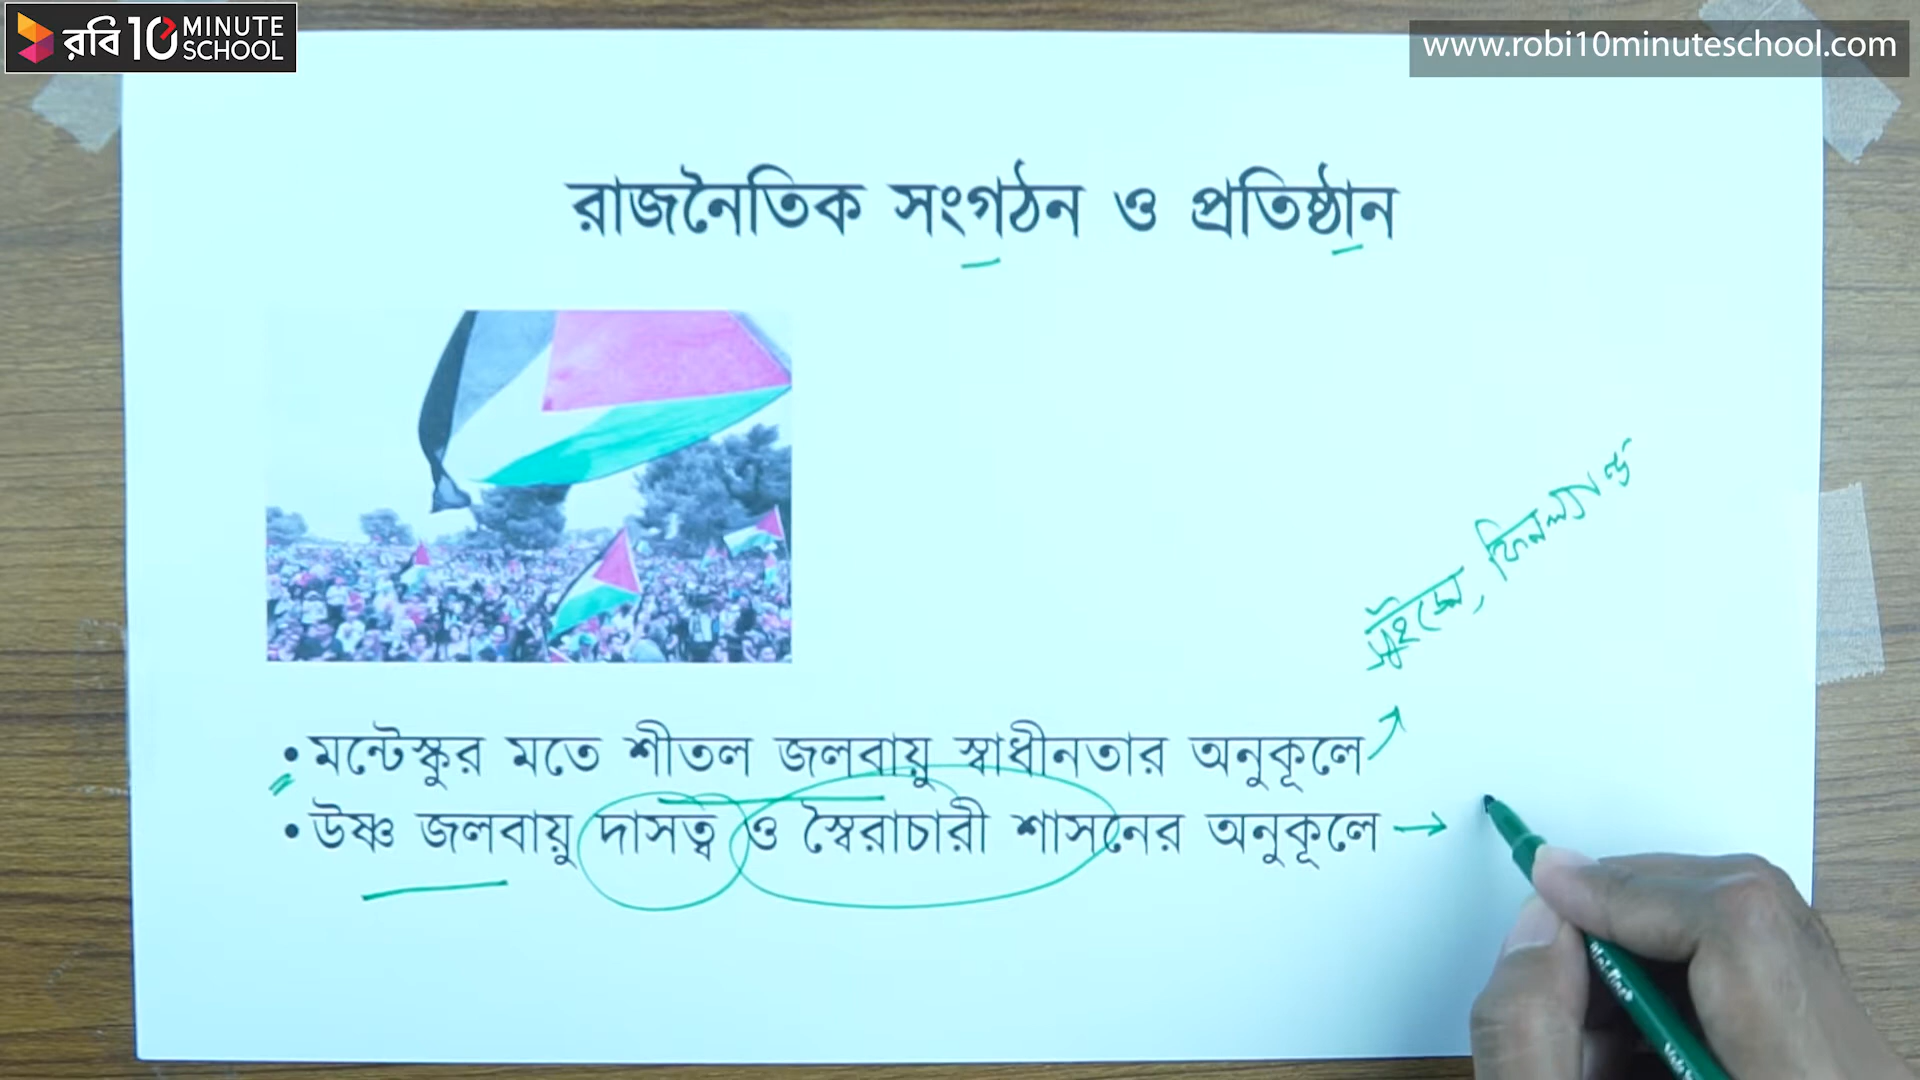 রবি 10 MINUTE SCHOOL
www.robi10minuteschool.com
রাজনৈতিক সংগঠন ও প্রতিষ্ঠান
ফিনল্যান্ড
• মন্টেস্কুর মতে শীতল জলবায়ু স্বাধীনতার অনুকূলে
• উষ্ণ জলবায়ু দাসত্ব ও স্বৈরাচারী শাসনের অনুকূলে